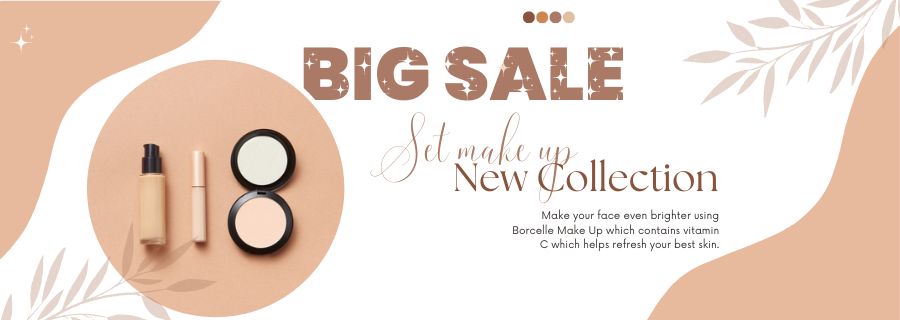 BIG SALE
Set make up
New Collection
Make your face even brighter using
Borcelle Make Up which contains vitamin
C which helps refresh your best skin.